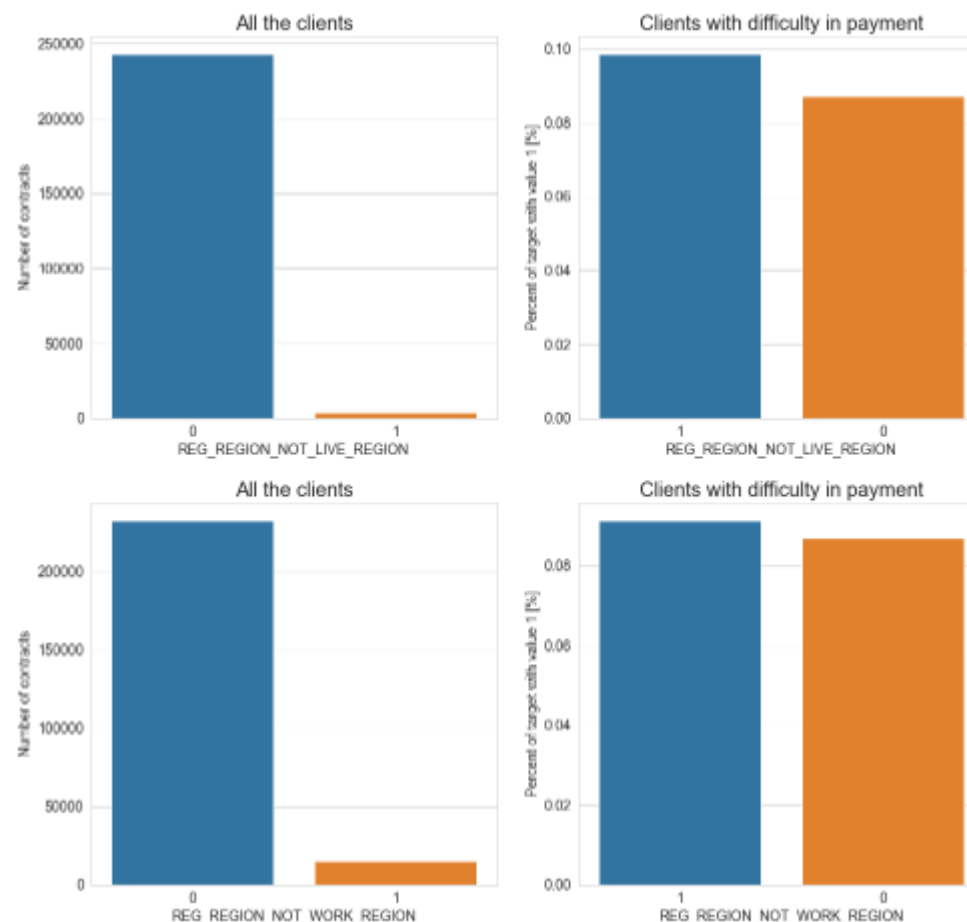 All the clients
Number of contracts
250000
200000
150000
100000
50000
0
0 1
REG_REGION_NOT_LIVE_REGION
Clients with difficulty in payment
Percent of target with value 1 [%]
0.10
0.08
0.06
0.04
0.02
0.00
1 0
REG_REGION_NOT_LIVE_REGION
All the clients
Number of contracts
200000
150000
100000
50000
0
0 1
REG_REGION_NOT_WORK_REGION
Clients with difficulty in payment
Percent of target with value 1 [%]
0.08
0.06
0.04
0.02
0.00
1 0
REG_REGION_NOT_WORK_REGION